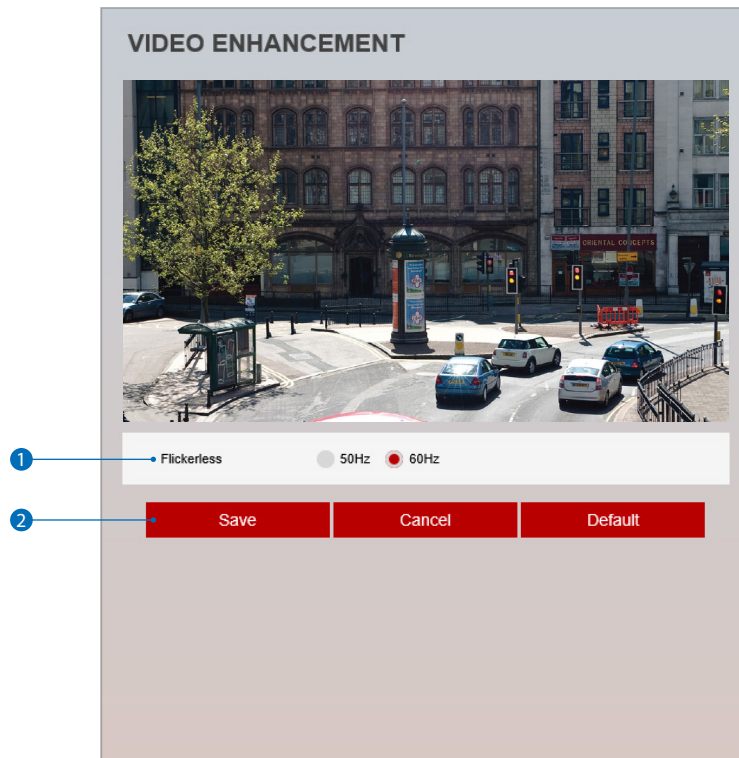 VIDEO ENHANCEMENT
ORIENTAL CONCEPTS
1
Flickerless 50Hz 60Hz
2
Save Cancel Default